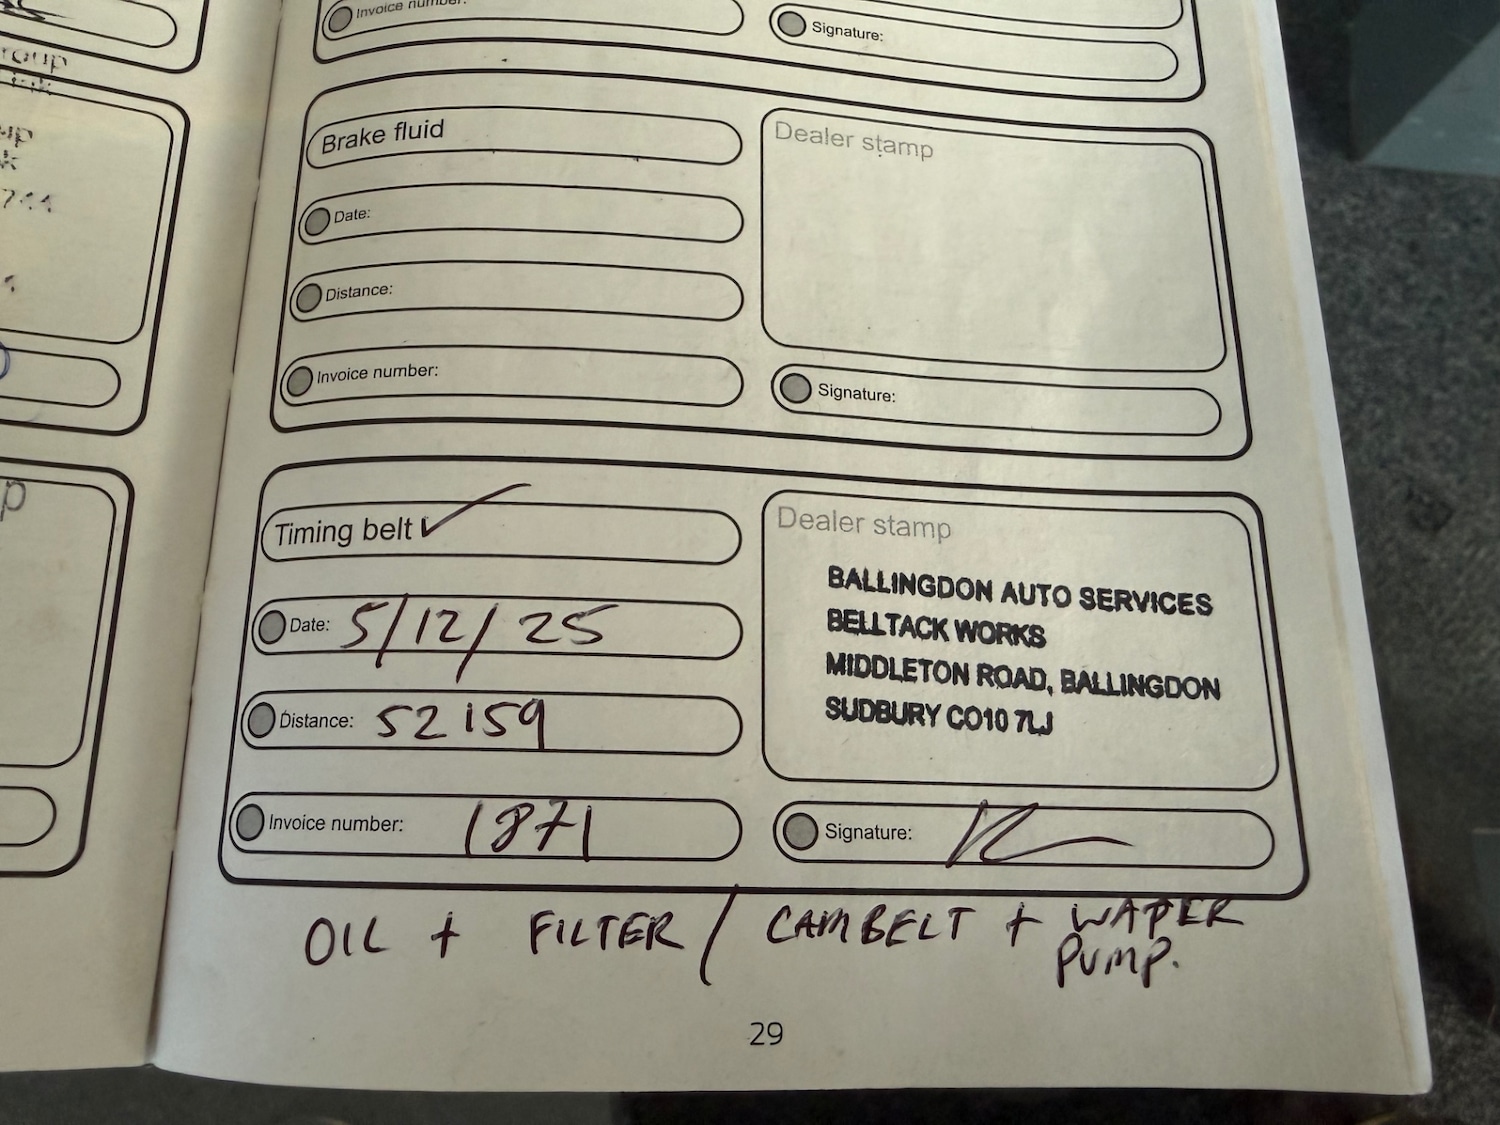 Invoice number:
Signature:
Brake fluid
Date:
Distance:
Invoice number:
Dealer stamp
Signature:
Timing belt ✓
Date: 5/12/25
Distance: 52159
Invoice number: 1871
Dealer stamp
BALLINGDON AUTO SERVICES
BELLTACK WORKS
MIDDLETON ROAD, BALLINGDON
SUDBURY CO10 7LJ
Signature:
OIL + FILTER / CAMBELT + WATER
PUMP.
29